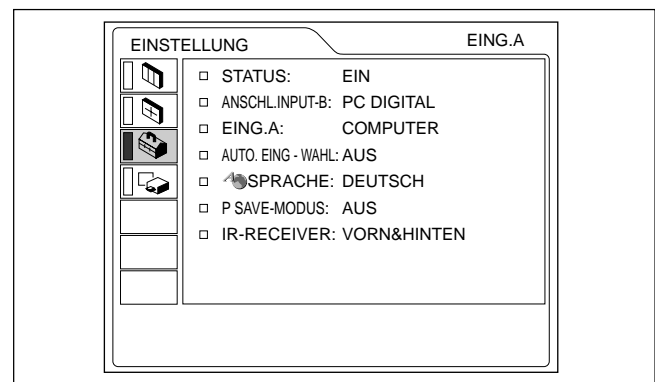 EINSTELLUNG EING.A
STATUS: EIN
ANSCHL.INPUT-B: PC DIGITAL
EING.A: COMPUTER
AUTO. EING - WAHL: AUS
SPRACHE: DEUTSCH
P SAVE-MODUS: AUS
IR-RECEIVER: VORN&HINTEN